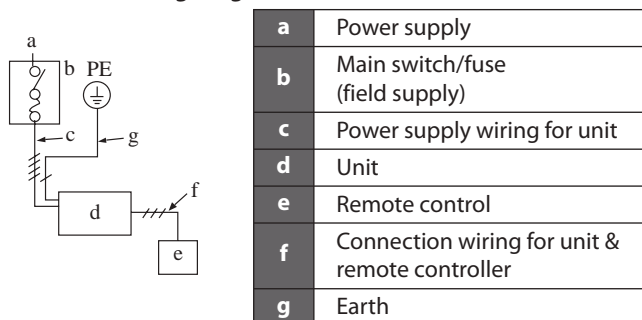 a
b PE
c
g
f
d
e
a Power supply
b Main switch/fuse
(field supply)
c Power supply wiring for unit
d Unit
e Remote control
f Connection wiring for unit &
remote controller
g Earth